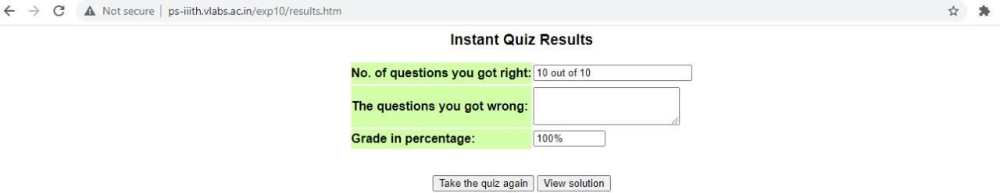 Not secure | ps-iiith.vlabs.ac.in/exp10/results.htm
Instant Quiz Results
No. of questions you got right: 10 out of 10
The questions you got wrong:
Grade in percentage: 100%
Take the quiz again View solution